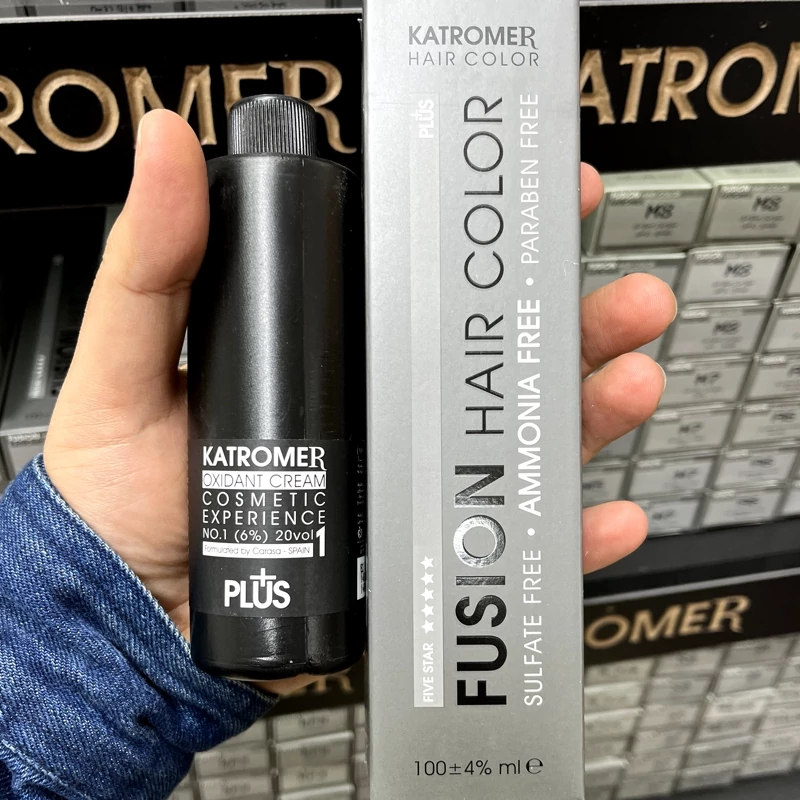 ROMER
KATROMER
OXIDANT CREAM
COSMETIC
EXPERIENCE
NO.1 (6%) 20vol 1
Formulated by Carasa - SPAIN
PLUS
KATROMER
HAIR COLOR
PLUS
FIVE STAR ★★★★★
FUSION HAIR COLOR
SULFATE FREE • AMMONIA FREE • PARABEN FREE
100±4% ml ℮
ATROM
OMER